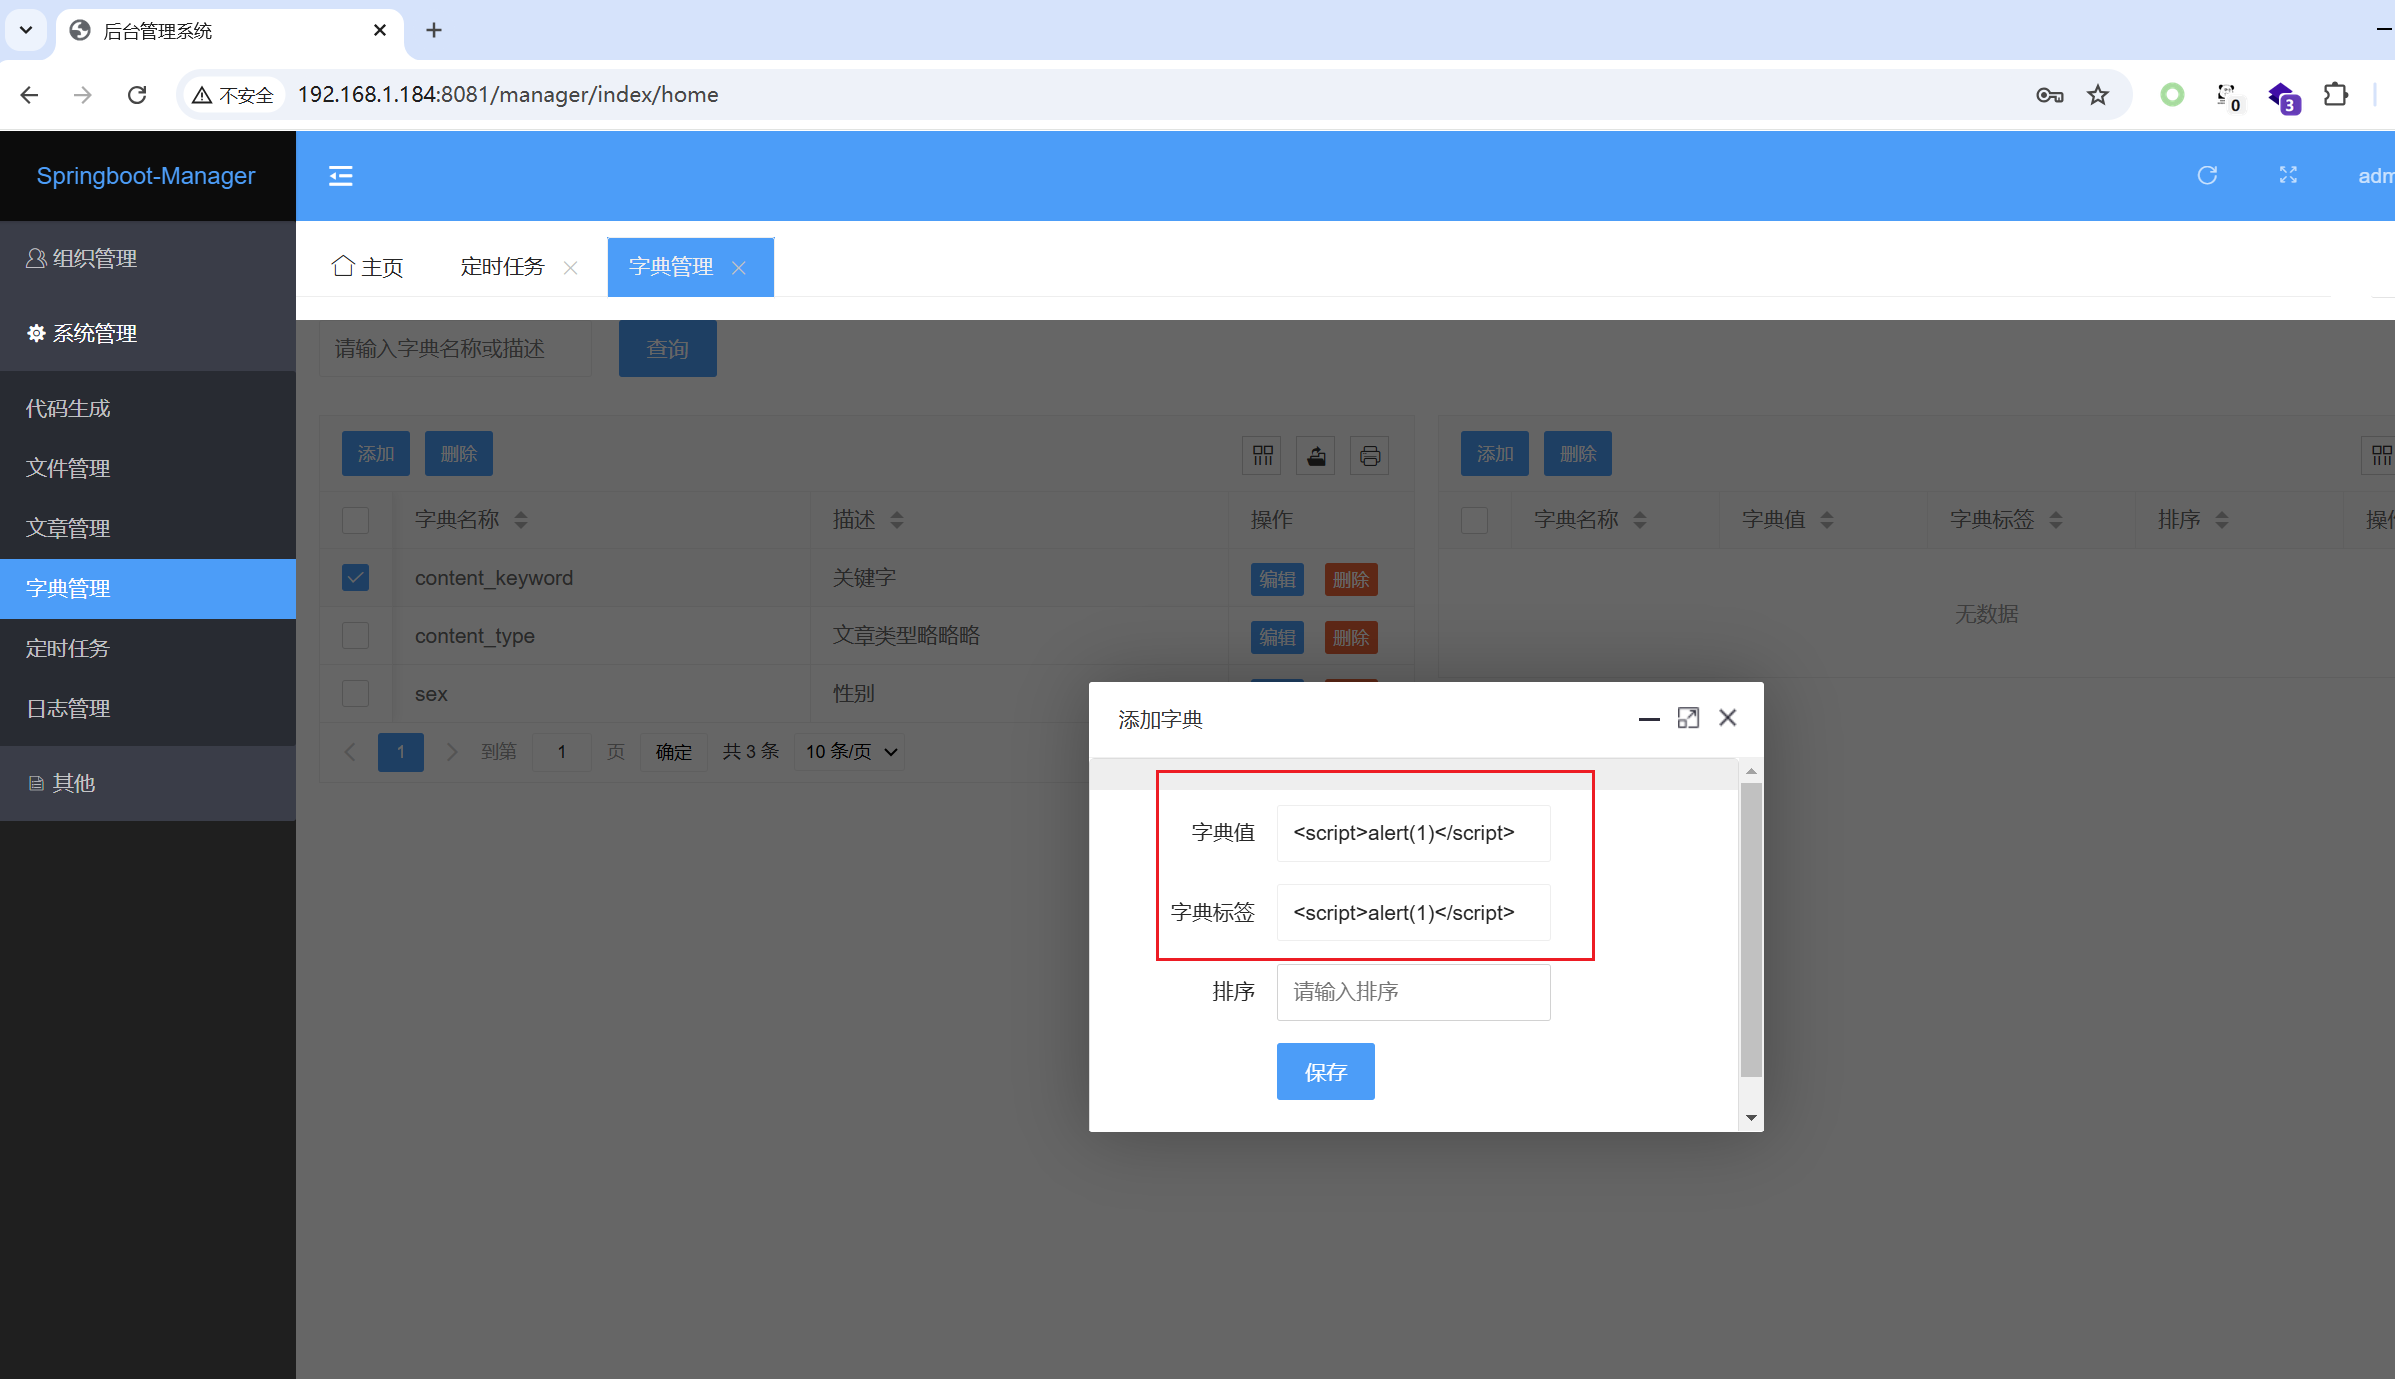 后台管理系统
不安全 192.168.1.184:8081/manager/index/home
0
3
Springboot-Manager
adm
组织管理
系统管理
代码生成
文件管理
文章管理
字典管理
定时任务
日志管理
其他
主页 定时任务 字典管理
请输入字典名称或描述 查询
添加 删除
字典名称 描述 操作
content_keyword 关键字 编辑 删除
content_type 文章类型略略略 编辑 删除
sex 性别
1 到第 1 页 确定 共 3 条 10 条/页
添加 删除
字典名称 字典值 字典标签 排序
无数据
添加字典
字典值 <script>alert(1)</script>
字典标签 <script>alert(1)</script>
排序 请输入排序
保存